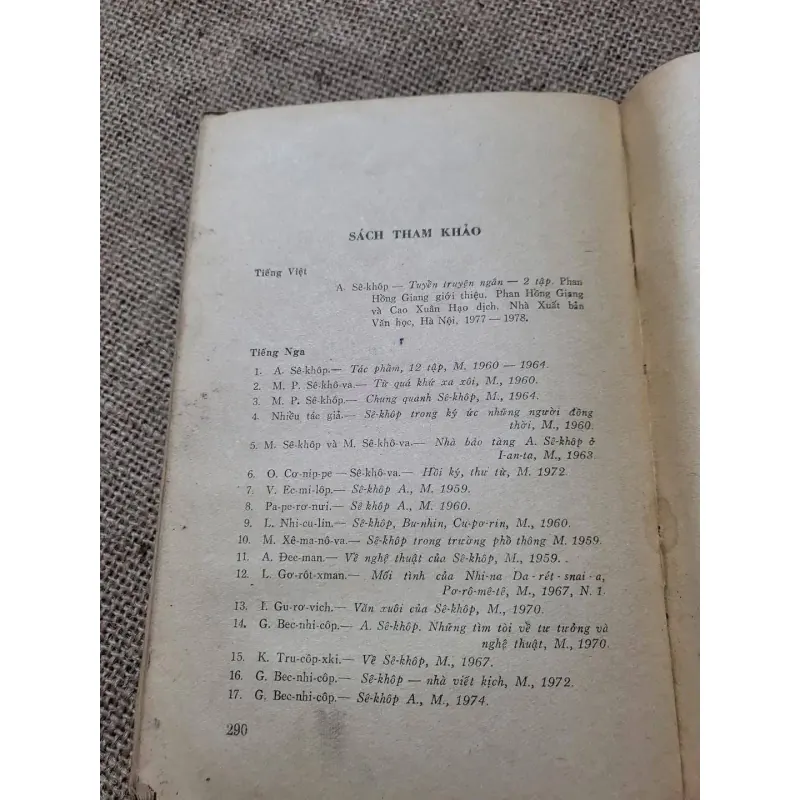 SÁCH THAM KHẢO
Tiếng Việt
A. Sê-khôp — Tuyển truyện ngắn — 2 tập. Phan
Hồng Giang giới thiệu. Phan Hồng Giang
và Cao Xuân Hạo dịch. Nhà Xuất bản
Văn học, Hà Nội. 1977 — 1978.
Tiếng Nga
1. A. Sê-khôp.— Tác phẩm, 12 tập, M. 1960 — 1964.
2. M. P. Sê-khô-va.— Từ quá khứ xa xôi, M., 1960.
3. M. P. Sê-khôp.— Chung quanh Sê-khôp, M., 1964.
4. Nhiều tác giả.— Sê-khôp trong ký ức những người đồng
thời, M., 1960.
5. M. Sê-khôp và M. Sê-khô-va.— Nhà bảo tàng A. Sê-khôp ở
I-an-ta, M., 1963.
6. O. Cơ-nip-pe — Sê-khô-va.— Hồi ký, thư từ, M. 1972.
7. V. Ec-mi-lôp.— Sê-khôp A., M. 1959.
8. Pa-pe-rơ-nưi.— Sê khôp A., M. 1960.
9. L. Nhi-cu-lin.— Sê-khôp, Bu-nhin, Cu-pơ-rin, M., 1960.
10. M. Xê-ma-nô-va.— Sê-khôp trong trường phổ thông M. 1959.
11. A. Đee-man.— Về nghệ thuật của Sê-khôp, M., 1959.
12. L. Gơ-rôt-xman.— Mối tình của Nhi-na Da-rét-snai-a,
Pơ-rô-mê-tê, M., 1967, N. 1.
13. I. Gu-rơ-vich.— Văn xuôi của Sê-khôp, M., 1970.
14. G. Bec-nhi-côp.— A. Sê-khôp. Những tìm tòi về tư tưởng và
nghệ thuật, M., 1970.
15. K. Tru-cốp-xki.— Về Sê-khôp, M., 1967.
16. G. Bec-nhi-côp.— Sê-khôp — nhà viết kịch, M., 1972.
17. G. Bec-nhi-côp.— Sê-khôp A., M., 1974.
290